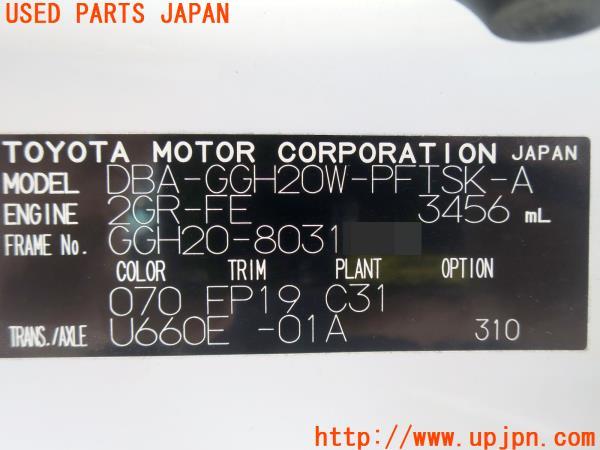 USED PARTS JAPAN
TOYOTA MOTOR CORPORATION JAPAN
MODEL DBA-GGH20W-PFTSK-A
ENGINE 2GR-FE 3456 mL
FRAME No. GGH20-8031
COLOR TRIM PLANT OPTION
070 FP19 C31
TRANS./AXLE U660E -01A 310
http://www.upjpn.com/